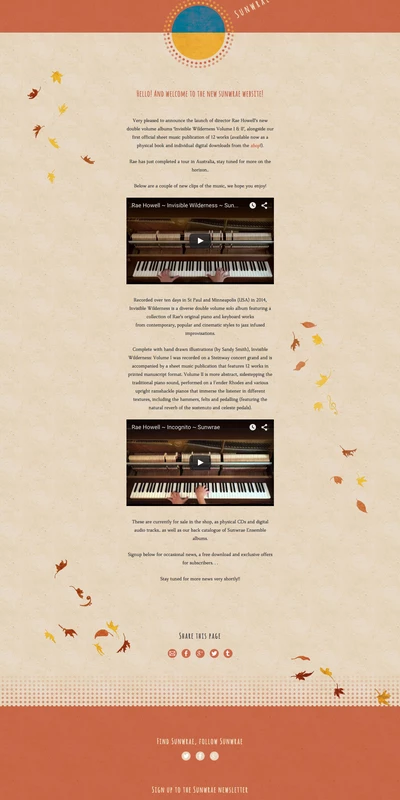 SUNWRAE
Hello! And welcome to the new sunwrae website!
Very pleased to announce the launch of director Rae Howell's new
double volume albums 'Invisible Wilderness Volume I & II', alongside our
first official sheet music publication of 12 works (available now as a
physical book and individual digital downloads from the shop!).
Rae has just completed a tour in Australia, stay tuned for more on the
horizon..
Below are a couple of new clips of the music, we hope you enjoy!
Rae Howell ~ Invisible Wilderness ~ Sun...
Recorded over ten days in St Paul and Minneapolis (USA) in 2014,
Invisible Wilderness is a diverse double volume solo album featuring a
collection of Rae's original piano and keyboard works
from contemporary, popular and cinematic styles to jazz infused
improvisations.
Complete with hand drawn illustrations (by Sandy Smith), Invisible
Wilderness Volume I was recorded on a Steinway concert grand and is
accompanied by a sheet music publication that features 12 works in
printed manuscript format. Volume II is more abstract, sidestepping the
traditional piano sound, performed on a Fender Rhodes and various
upright ramshackle pianos that immerse the listener in different
textures, including the hammers, felts and pedalling (featuring the
natural reverb of the sostenuto and celeste pedals).
Rae Howell ~ Incognito ~ Sunwrae
These are currently for sale in the shop, as physical CDs and digital
audio tracks, as well as our back catalogue of Sunwrae Ensemble
albums.
Signup below for occasional news, a free download and exclusive offers
for subscribers. . .
Stay tuned for more news very shortly!!
Share this page
Find Sunwrae, follow Sunwrae
Sign up to the Sunwrae newsletter